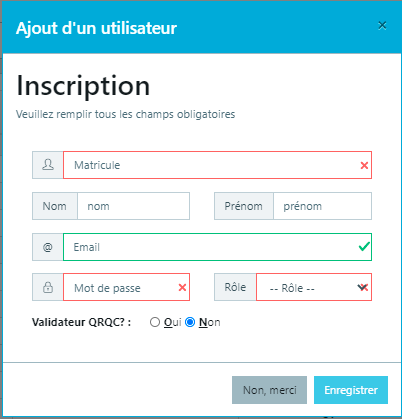 Ajout d'un utilisateur ×
Inscription
Veuillez remplir tous les champs obligatoires
Matricule
Nom nom Prénom prénom
@ Email
Mot de passe Rôle -- Rôle --
Validateur QRQC? : Oui Non
Non, merci Enregistrer